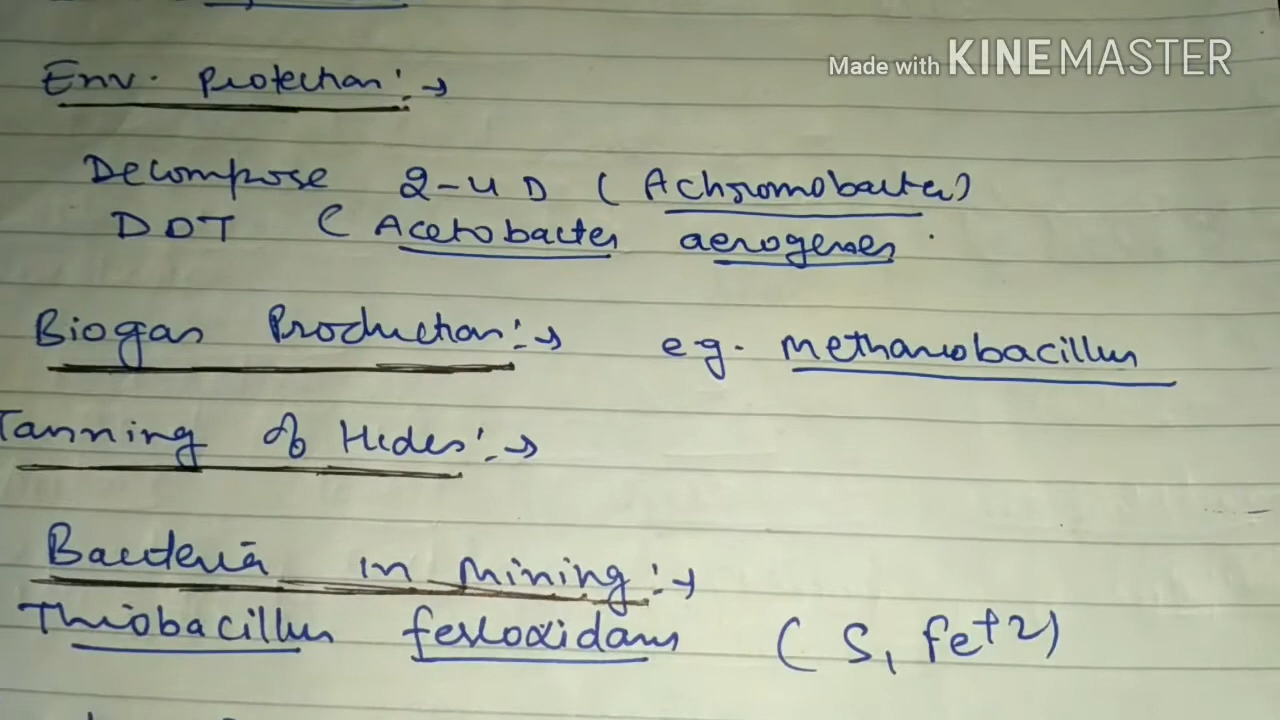 Made with KINEMASTER
Env. Protection :→
Decompose 2-4 D (Achromobacter)
DDT (Acetobacter aerogenes.
Biogas Production :→ eg. Methanobacillus
Tanning of Hides :→
Bacteria in Mining :→
Thiobacillus ferroxidans (S, Fe+2)